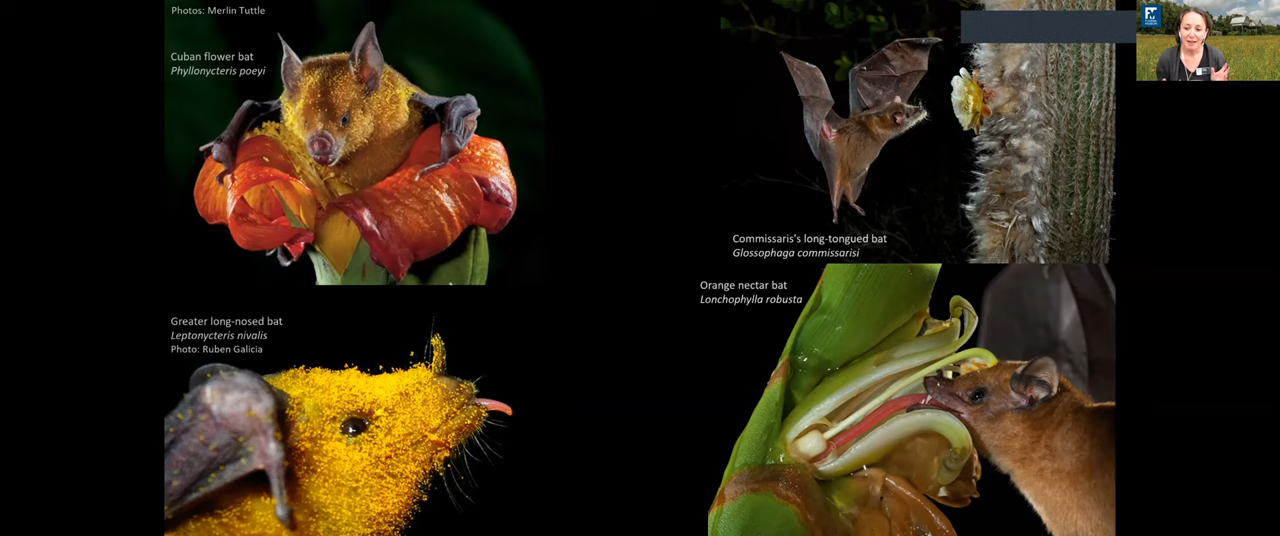 Photos: Merlin Tuttle
Cuban flower bat
Phyllonycteris poeyi
Commissaris's long-tongued bat
Glossophaga commissarisi
Orange nectar bat
Lonchophylla robusta
Greater long-nosed bat
Leptonycteris nivalis
Photo: Ruben Galicia